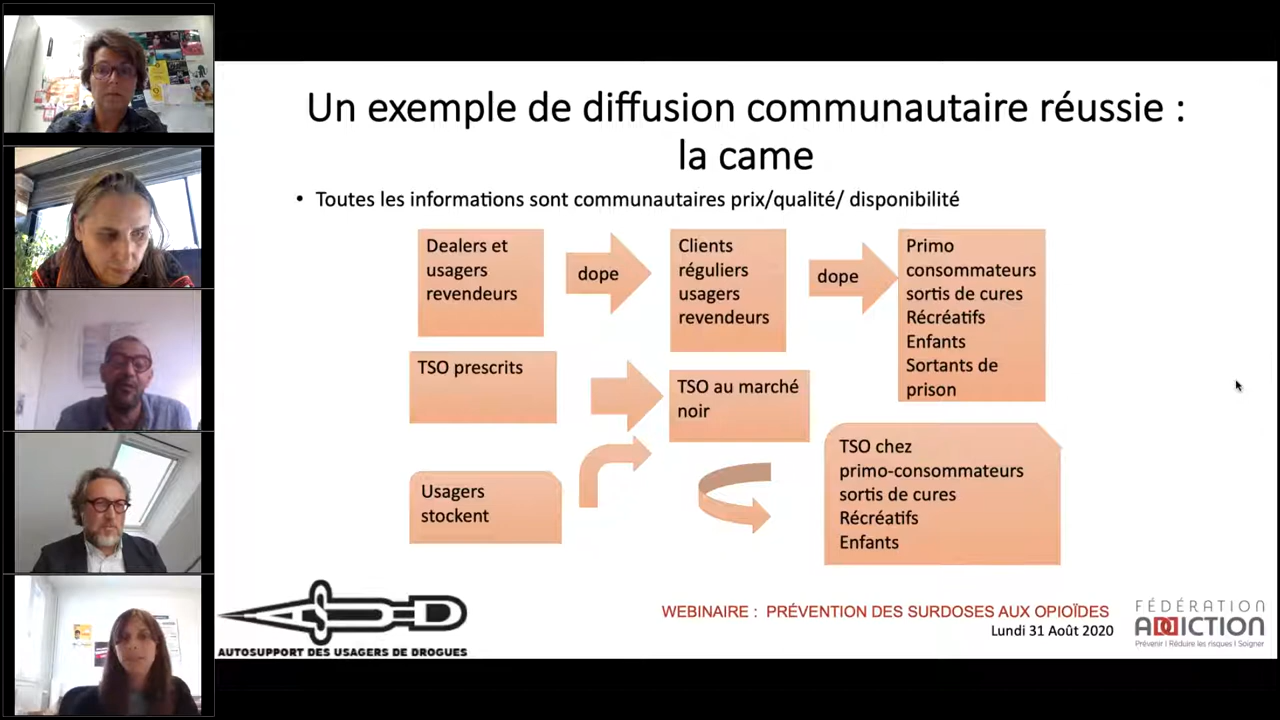 Un exemple de diffusion communautaire réussie :
la came
• Toutes les informations sont communautaires prix/qualité/ disponibilité
Dealers et
usagers
revendeurs
dope
Clients
réguliers
usagers
revendeurs
dope
Primo
consommateurs
sortis de cures
Récréatifs
Enfants
Sortants de
prison
TSO prescrits
TSO au marché
noir
Usagers
stockent
TSO chez
primo-consommateurs
sortis de cures
Récréatifs
Enfants
ASUD
AUTOSUPPORT DES USAGERS DE DROGUES
WEBINAIRE : PRÉVENTION DES SURDOSES AUX OPIOÏDES
Lundi 31 Août 2020
FÉDÉRATION
ADDICTION
Prévenir I Réduire les risques I Soigner